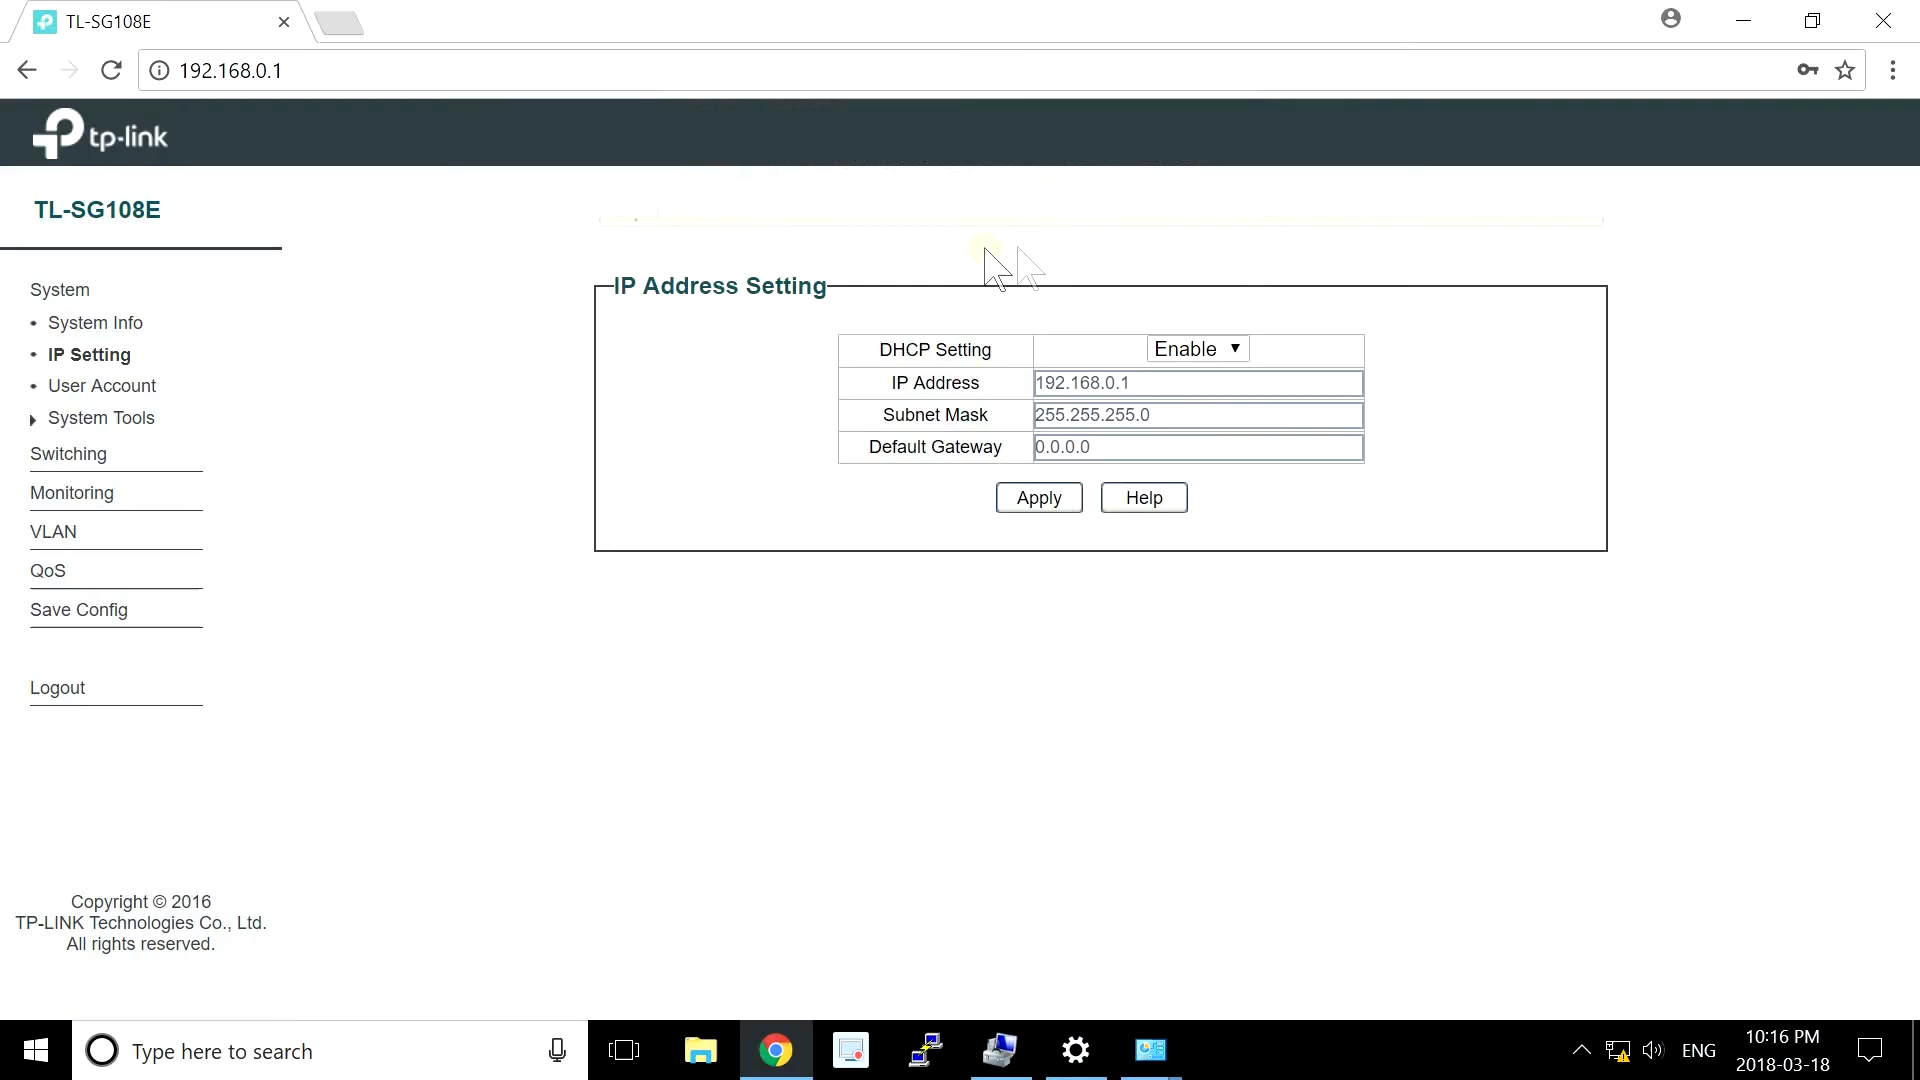 TL-SG108E
192.168.0.1
tp-link
TL-SG108E
System
System Info
IP Setting
User Account
System Tools
Switching
Monitoring
VLAN
QoS
Save Config
Logout
Copyright © 2016
TP-LINK Technologies Co., Ltd.
All rights reserved.
IP Address Setting
DHCP Setting Enable
IP Address 192.168.0.1
Subnet Mask 255.255.255.0
Default Gateway 0.0.0.0
Apply Help
Type here to search
ENG
10:16 PM
2018-03-18